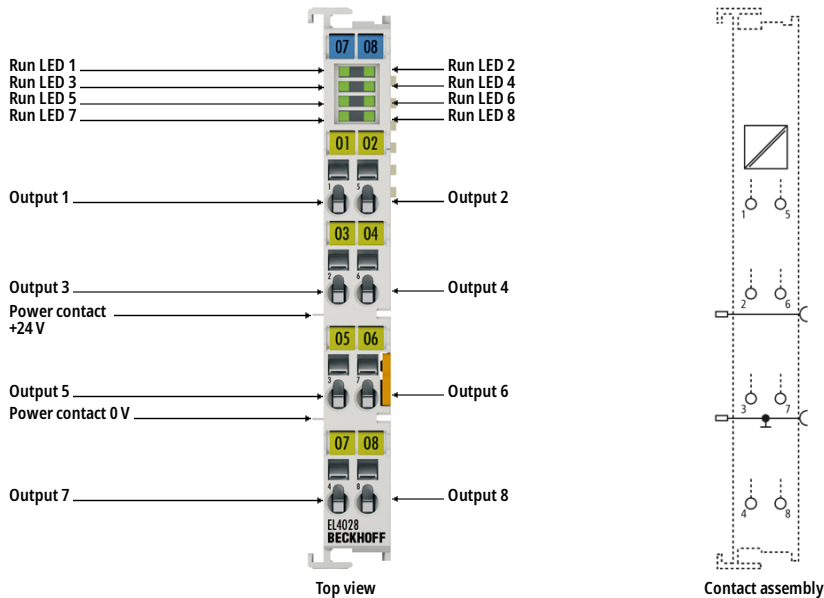 07 08
Run LED 1
Run LED 2
Run LED 3
Run LED 4
Run LED 5
Run LED 6
Run LED 7
Run LED 8
01 02
1 5
1 5
Output 1
Output 2
03 04
2 6
2 6
Output 3
Output 4
Power contact
+24 V
05 06
3 7
3 7
Output 5
Output 6
Power contact 0 V
07 08
4 8
4 8
Output 7
Output 8
EL4028
BECKHOFF
Top view
Contact assembly